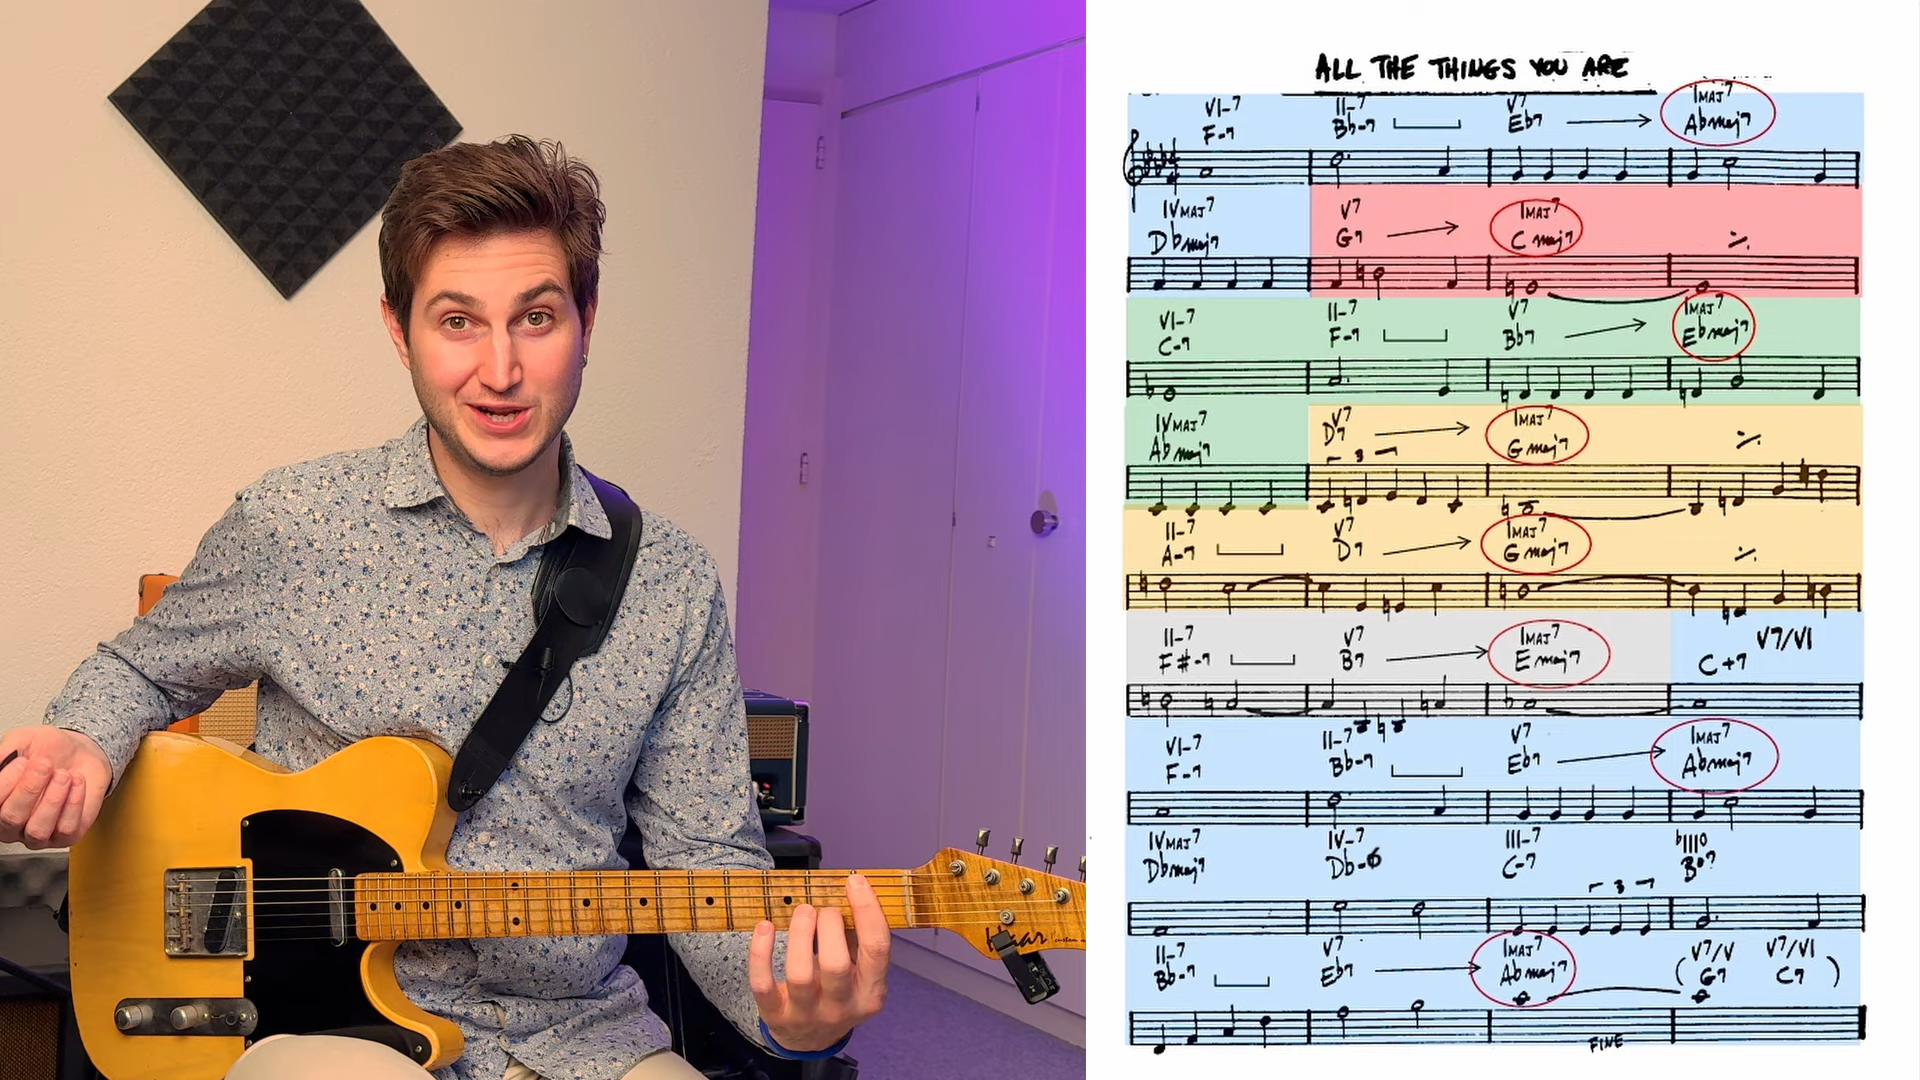 ALL THE THINGS YOU ARE
VI-7 II-7 V7 IMAJ7
F-7 Bb-7 Eb7 Abmaj7
IVMAJ7 V7 IMAJ7
Dbmaj7 G7 Cmaj7
VI-7 II-7 V7 IMAJ7
C-7 F-7 Bb7 Ebmaj7
IVMAJ7 V7 IMAJ7
Abmaj7 D7 Gmaj7
3
II-7 V7 IMAJ7
A-7 D7 Gmaj7
II-7 V7 IMAJ7 V7/VI
F#-7 B7 Emaj7 C+7
VI-7 II-7 V7 IMAJ7
F-7 Bb-7 Eb7 Abmaj7
IVMAJ7 IV-7 III-7 bIIIo
Dbmaj7 Db-6 C-7 Bo7
3
II-7 V7 IMAJ7 V7/V V7/VI
Bb-7 Eb7 Abmaj7 ( G7 C7 )
FINE